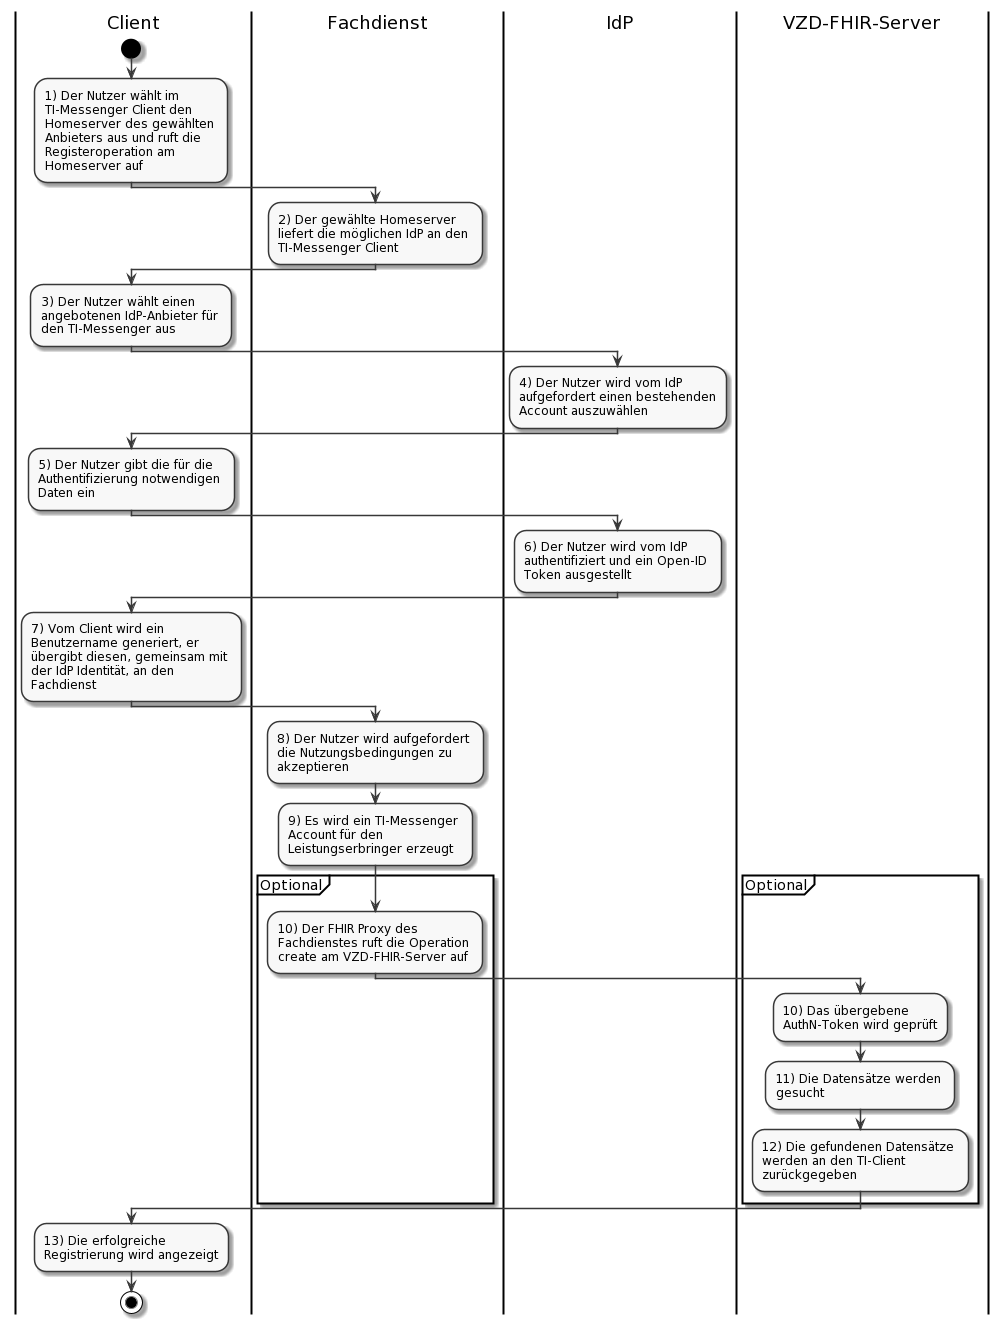 Client
Fachdienst
IdP
VZD-FHIR-Server
1) Der Nutzer wählt im
TI-Messenger Client den
Homeserver des gewählten
Anbieters aus und ruft die
Registeroperation am
Homeserver auf
2) Der gewählte Homeserver
liefert die möglichen IdP an den
TI-Messenger Client
3) Der Nutzer wählt einen
angebotenen IdP-Anbieter für
den TI-Messenger aus
4) Der Nutzer wird vom IdP
aufgefordert einen bestehenden
Account auszuwählen
5) Der Nutzer gibt die für die
Authentifizierung notwendigen
Daten ein
6) Der Nutzer wird vom IdP
authentifiziert und ein Open-ID
Token ausgestellt
7) Vom Client wird ein
Benutzername generiert, er
übergibt diesen, gemeinsam mit
der IdP Identität, an den
Fachdienst
8) Der Nutzer wird aufgefordert
die Nutzungsbedingungen zu
akzeptieren
9) Es wird ein TI-Messenger
Account für den
Leistungserbringer erzeugt
Optional
Optional
10) Der FHIR Proxy des
Fachdienstes ruft die Operation
create am VZD-FHIR-Server auf
10) Das übergebene
AuthN-Token wird geprüft
11) Die Datensätze werden
gesucht
12) Die gefundenen Datensätze
werden an den TI-Client
zurückgegeben
13) Die erfolgreiche
Registrierung wird angezeigt